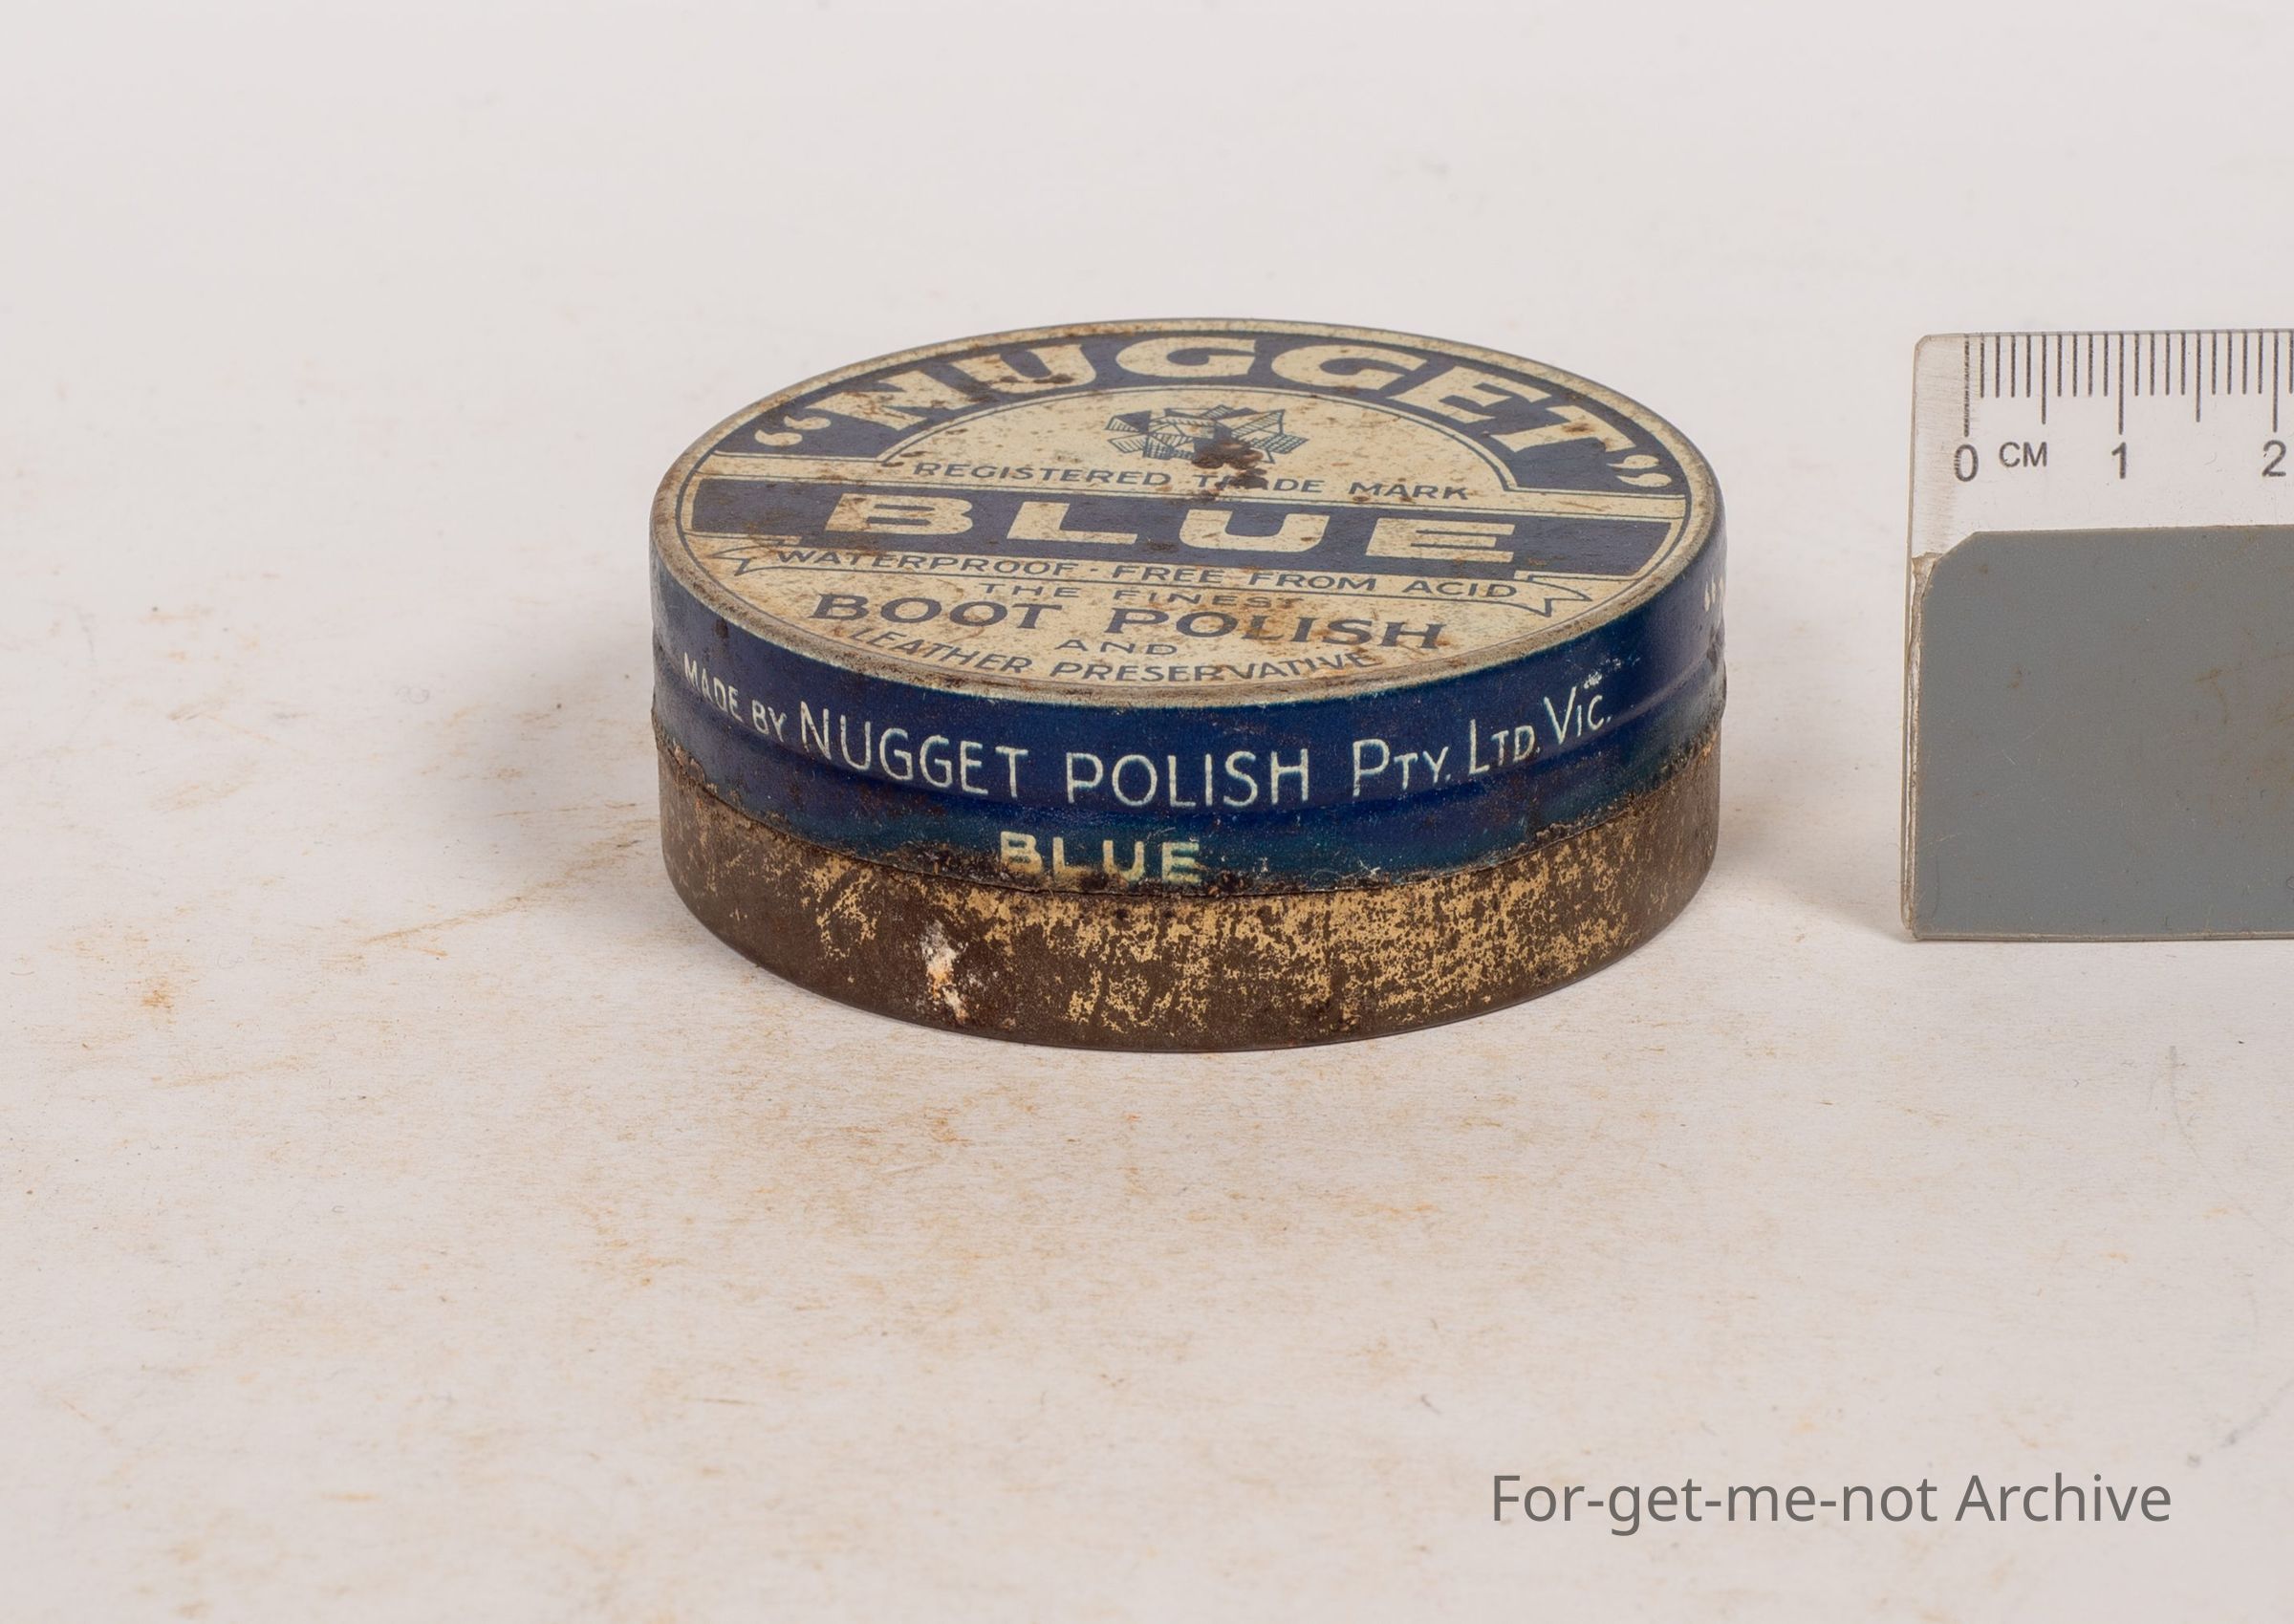 “NUGGET”
REGISTERED TRADE MARK
BLUE
WATERPROOF · FREE FROM ACID
THE FINEST
BOOT POLISH
AND
LEATHER PRESERVATIVE
MADE BY NUGGET POLISH PTY. LTD. VIC.
BLUE
0 CM 1 2
For-get-me-not Archive